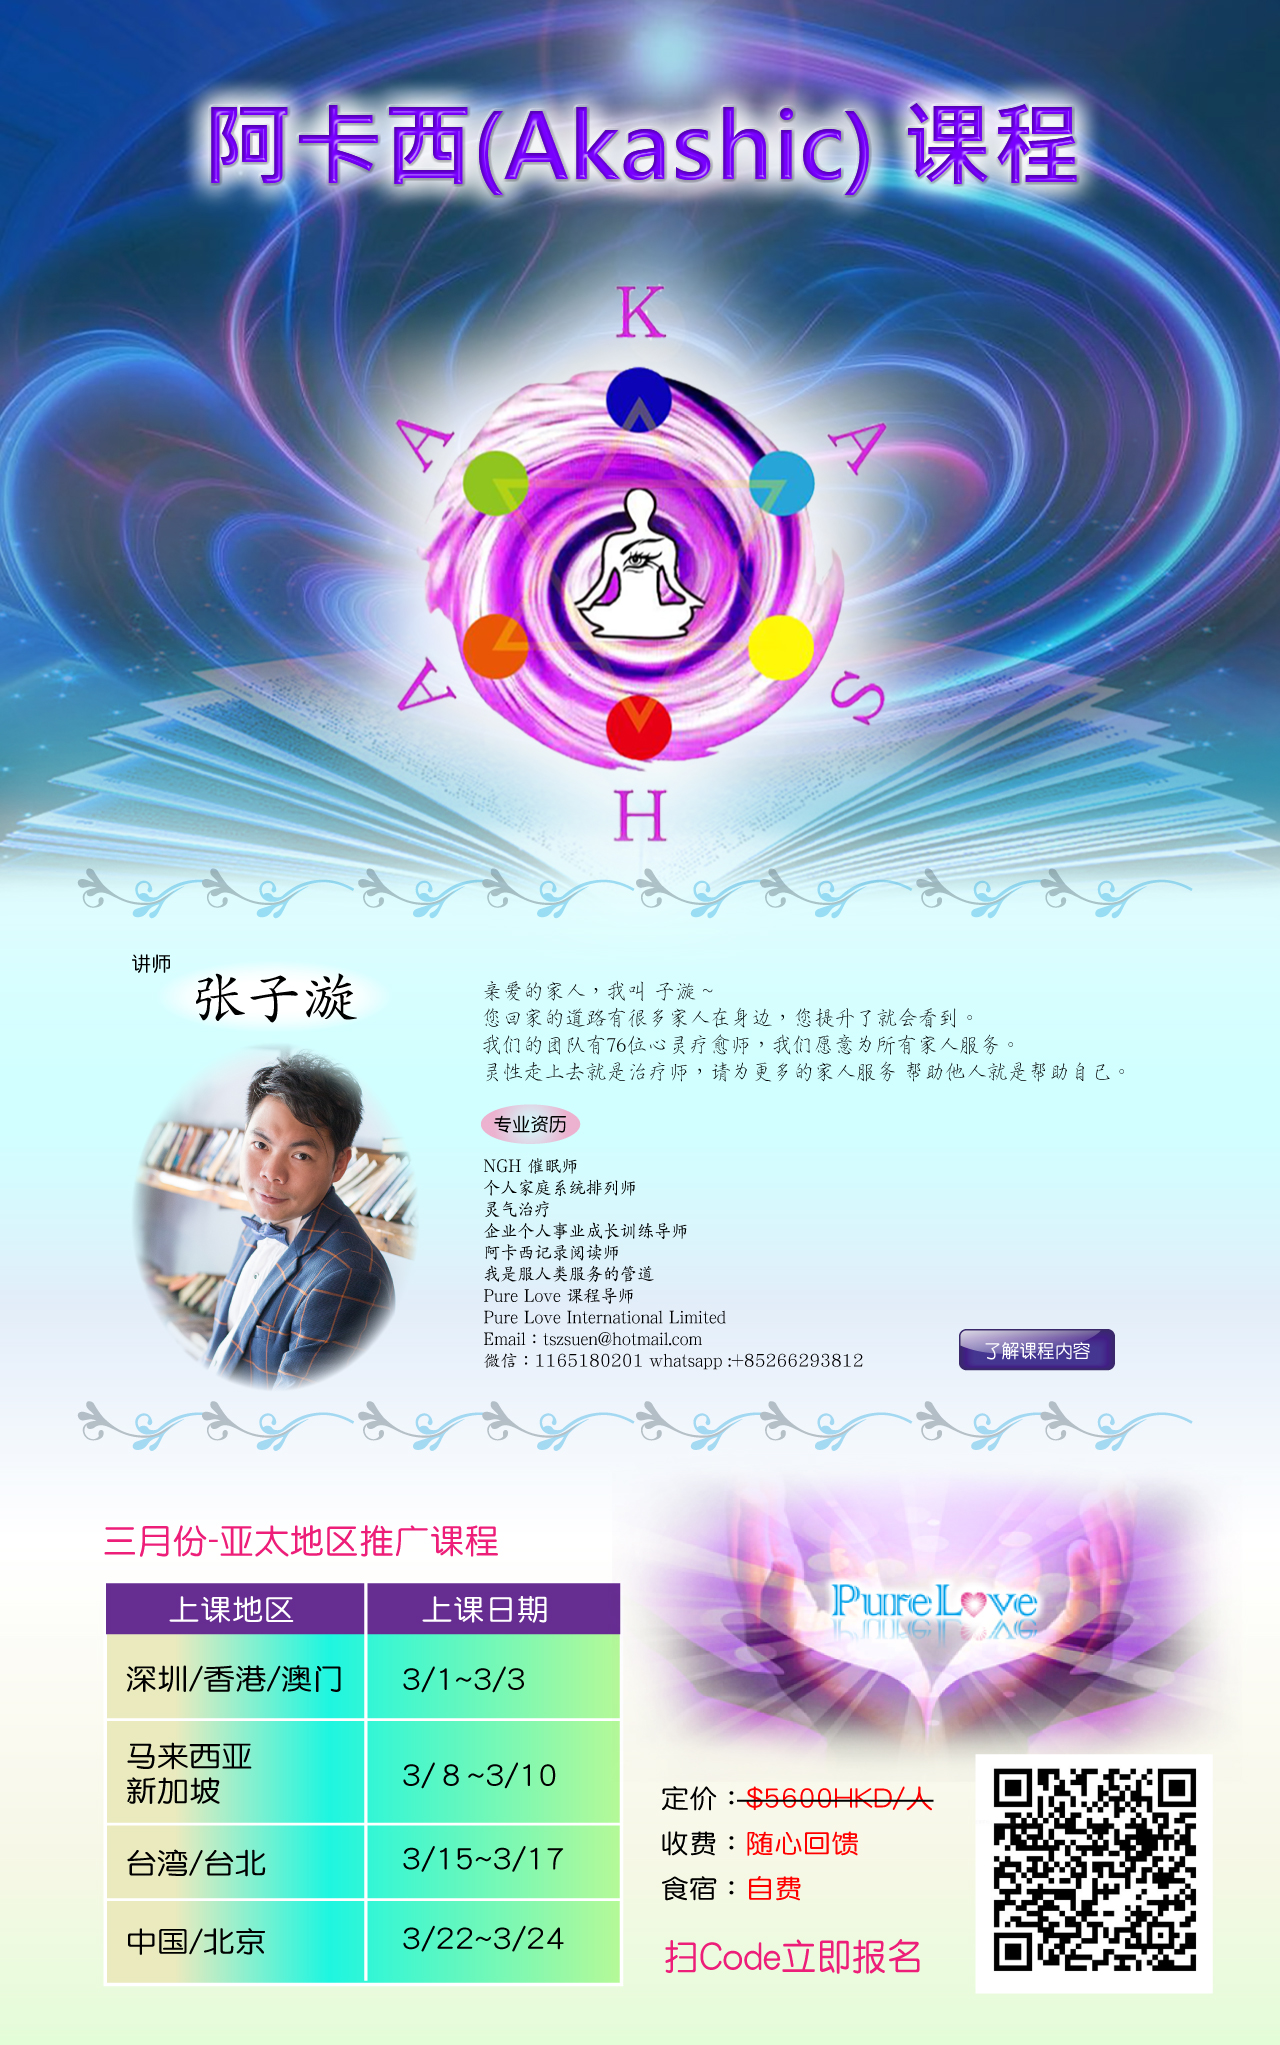 阿卡西(Akashic) 课程
K
A
A
A
S
H
讲师
张子漩
亲爱的家人，我叫 子漩～
您回家的道路有很多家人在身边，您提升了就会看到。
我们的团队有76位心灵疗愈师，我们愿意为所有家人服务。
灵性走上去就是治疗师，请为更多的家人服务 帮助他人就是帮助自己。
专业资历
NGH 催眠师
个人家庭系统排列师
灵气治疗
企业个人事业成长训练导师
阿卡西记录阅读师
我是服人类服务的管道
Pure Love 课程导师
Pure Love International Limited
Email：tszsuen@hotmail.com
微信：1165180201 whatsapp :+85266293812
了解课程内容
三月份-亚太地区推广课程
上课地区 上课日期
深圳/香港/澳门 3/1~3/3
马来西亚
新加坡 3/８~3/10
台湾/台北 3/15~3/17
中国/北京 3/22~3/24
PureLove
定价：$5600HKD/人
收费：随心回馈
食宿：自费
扫Code立即报名